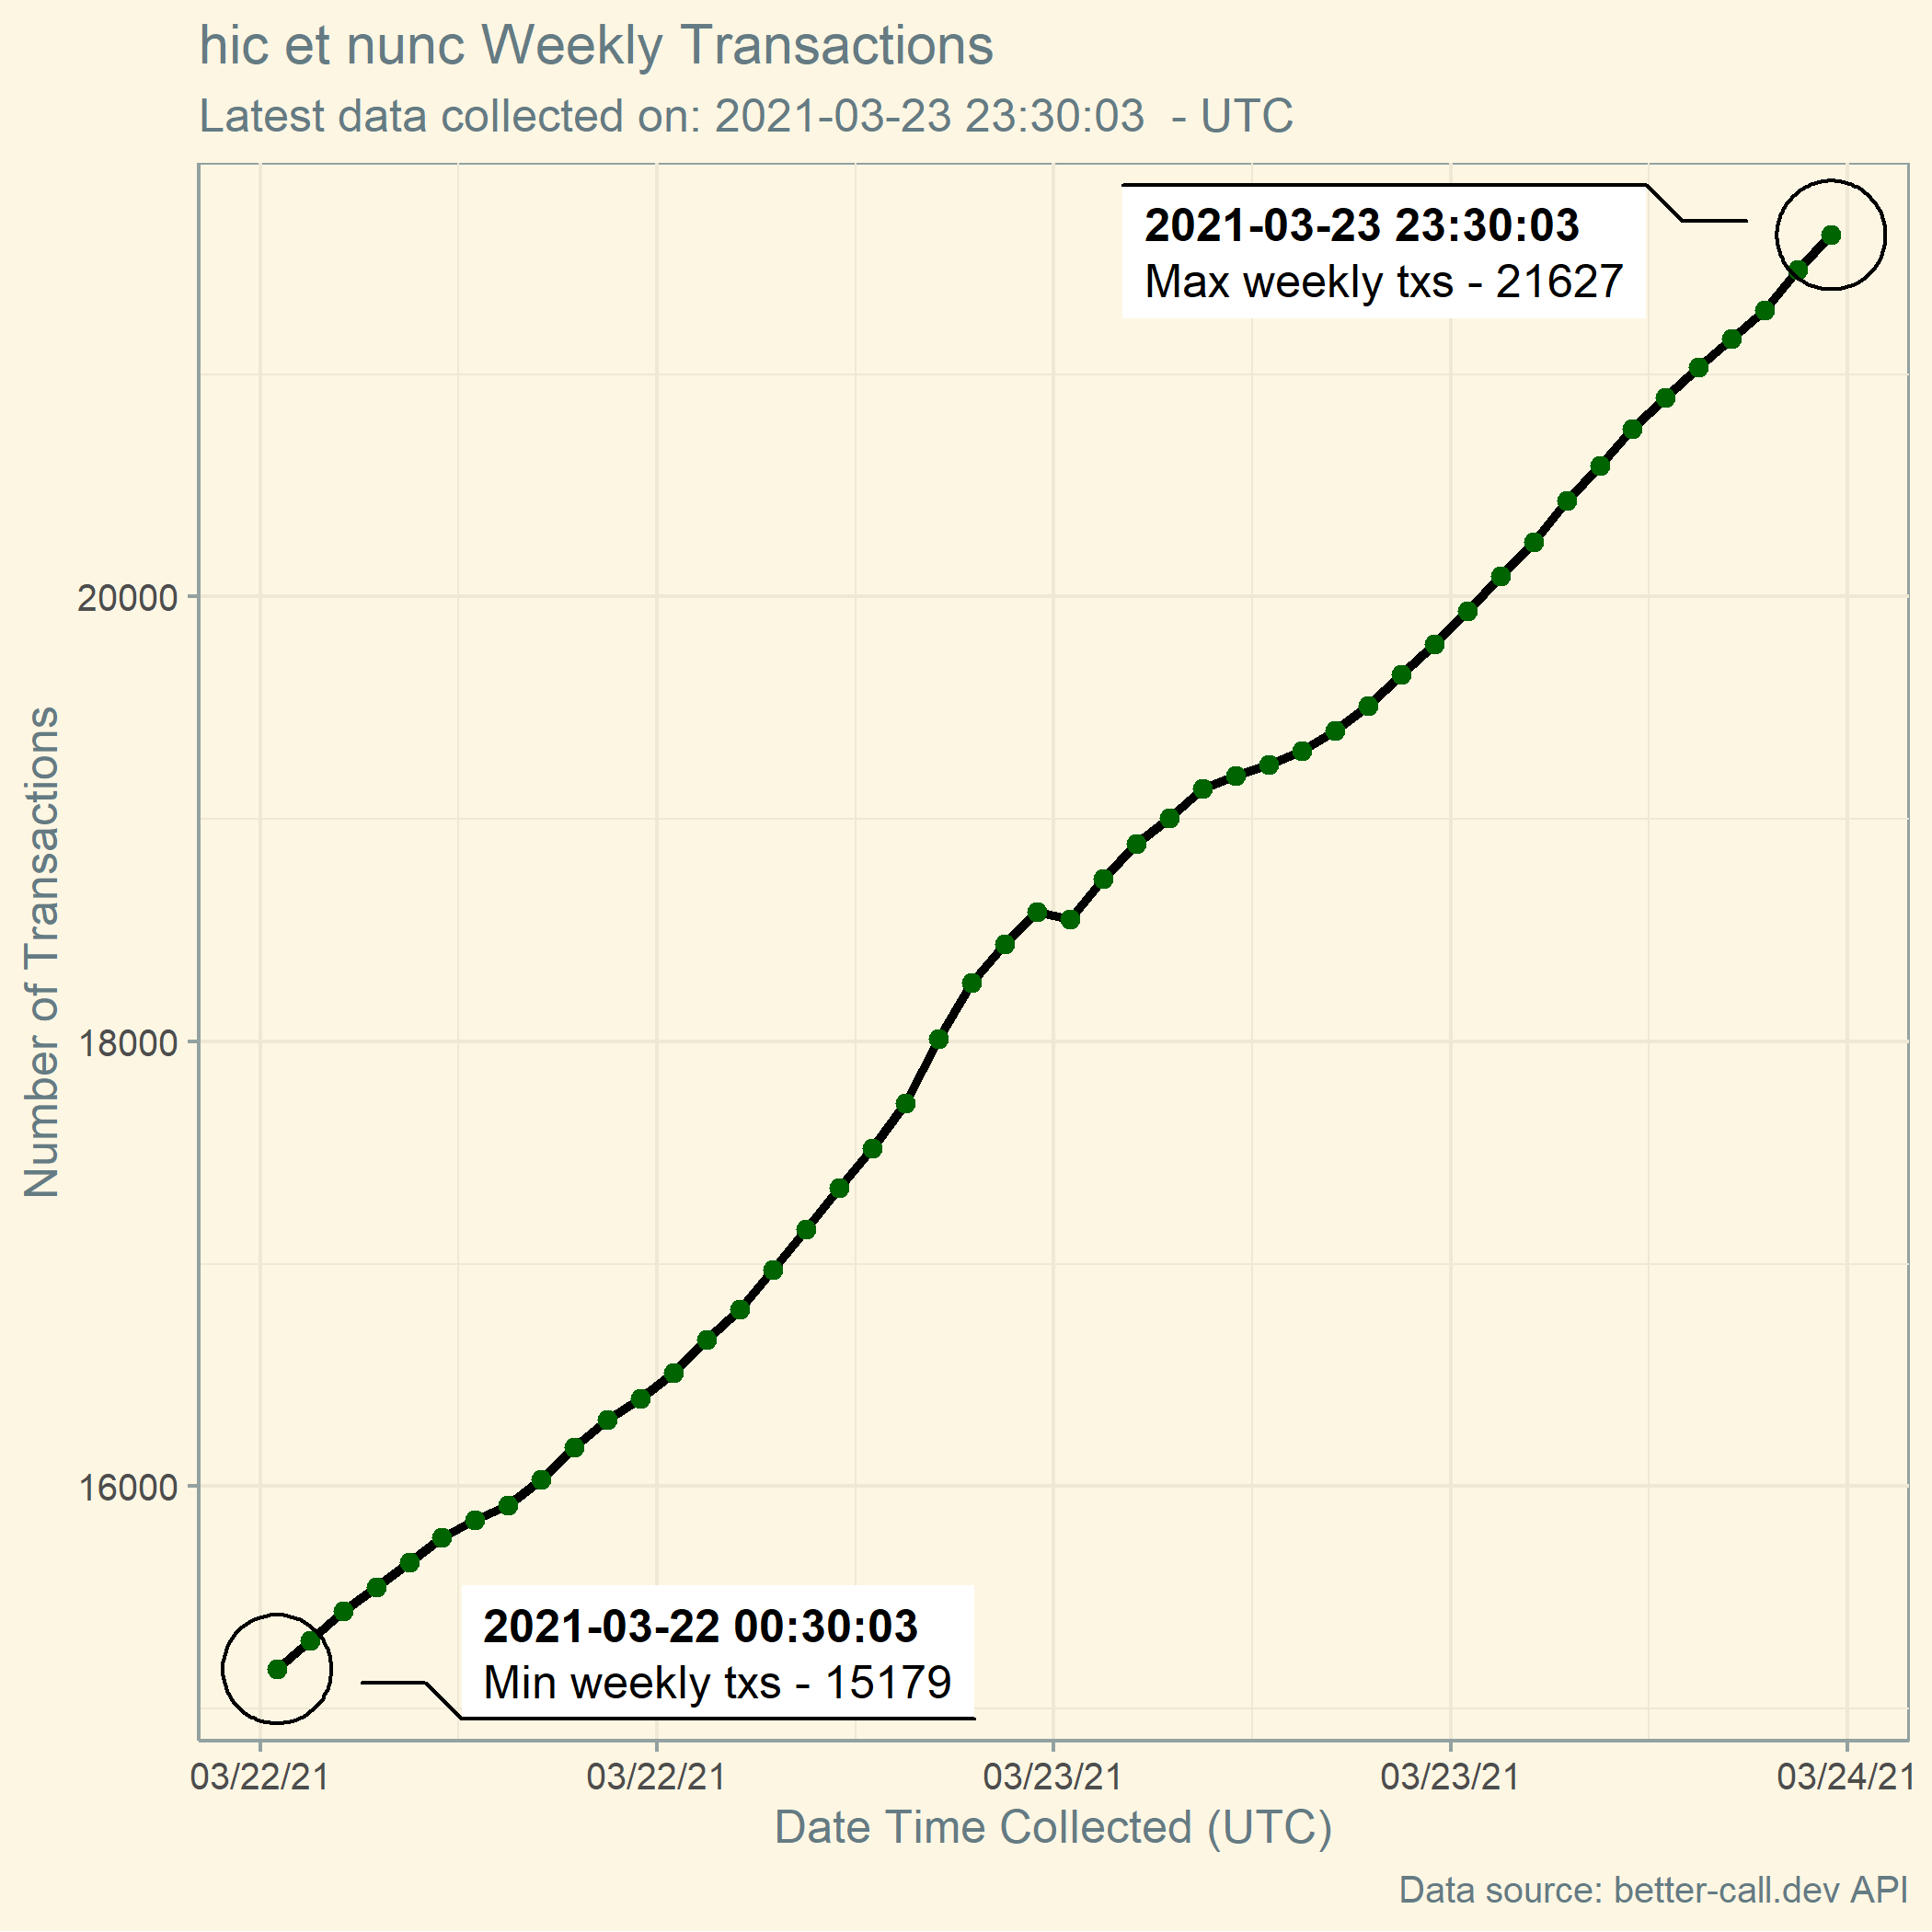 hic et nunc Weekly Transactions
Latest data collected on: 2021-03-23 23:30:03  - UTC
2021-03-23 23:30:03
Max weekly txs - 21627
Number of Transactions
20000
18000
16000
2021-03-22 00:30:03
Min weekly txs - 15179
03/22/21 03/22/21 03/23/21 03/23/21 03/24/21
Date Time Collected (UTC)
Data source: better-call.dev API